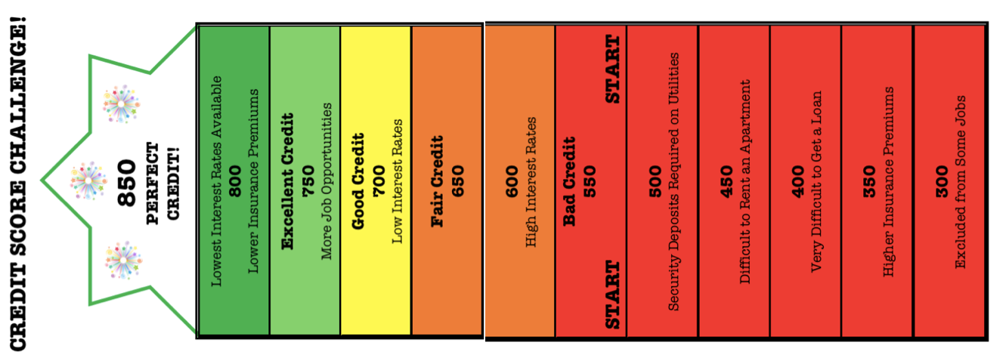 CREDIT SCORE CHALLENGE!
850
PERFECT
CREDIT!
Lowest Interest Rates Available
800
Lower Insurance Premiums
Excellent Credit
750
More Job Opportunities
Good Credit
700
Low Interest Rates
Fair Credit
650
600
High Interest Rates
Bad Credit
550
START START
500
Security Deposits Required on Utilities
450
Difficult to Rent an Apartment
400
Very Difficult to Get a Loan
350
Higher Insurance Premiums
300
Excluded from Some Jobs